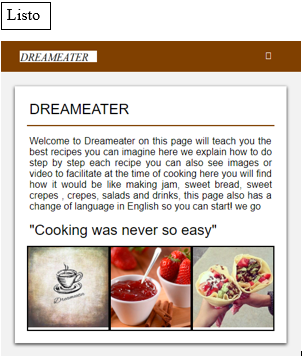 Listo
DREAMEATER
DREAMEATER
Welcome to Dreameater on this page will teach you the
best recipes you can imagine here we explain how to do
step by step each recipe you can also see images or
video to facilitate at the time of cooking here you will find
how it would be like making jam, sweet bread, sweet
crepes , crepes, salads and drinks, this page also has a
change of language in English so you can start! we go
"Cooking was never so easy"
Dreameater